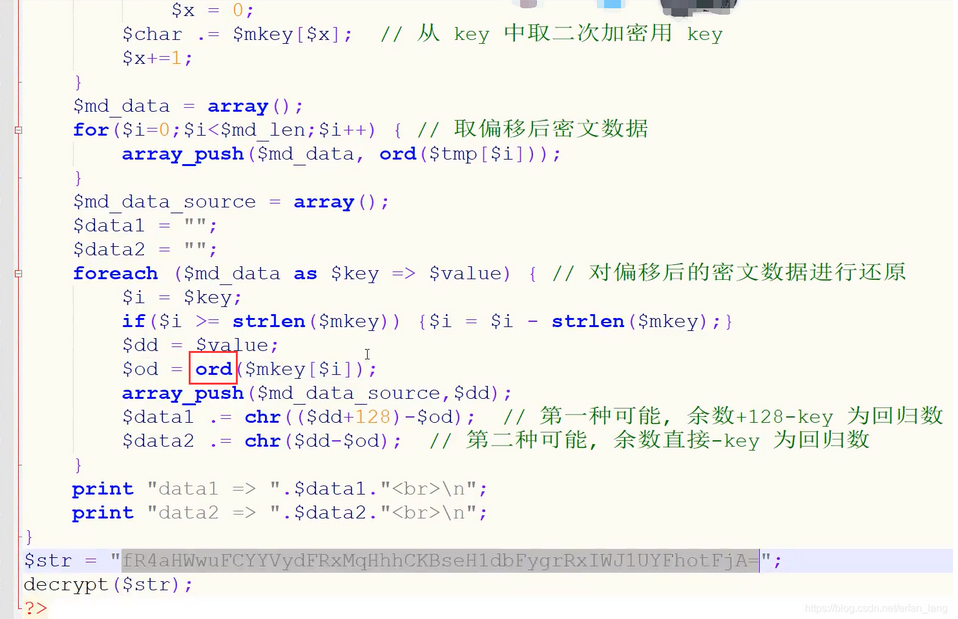 $x = 0;
$char .= $mkey[$x];  // 从 key 中取二次加密用 key
$x+=1;
}
$md_data = array();
for($i=0;$i<$md_len;$i++) { // 取偏移后密文数据
array_push($md_data, ord($tmp[$i]));
}
$md_data_source = array();
$data1 = "";
$data2 = "";
foreach ($md_data as $key => $value) { // 对偏移后的密文数据进行还原
$i = $key;
if($i >= strlen($mkey)) {$i = $i - strlen($mkey);}
$dd = $value;
$od = ord($mkey[$i]);
array_push($md_data_source,$dd);
$data1 .= chr(($dd+128)-$od);  // 第一种可能, 余数+128-key 为回归数
$data2 .= chr($dd-$od);  // 第二种可能, 余数直接-key 为回归数
}
print "data1 => ".$data1."<br>\n";
print "data2 => ".$data2."<br>\n";
}
$str = "fR4aHWwuFCYYVydFRxMqHhhCKBseH1dbFygrRxIWJ1UYFhotFjA=";
decrypt($str);
?>
https://blog.csdn.net/erfan_lang